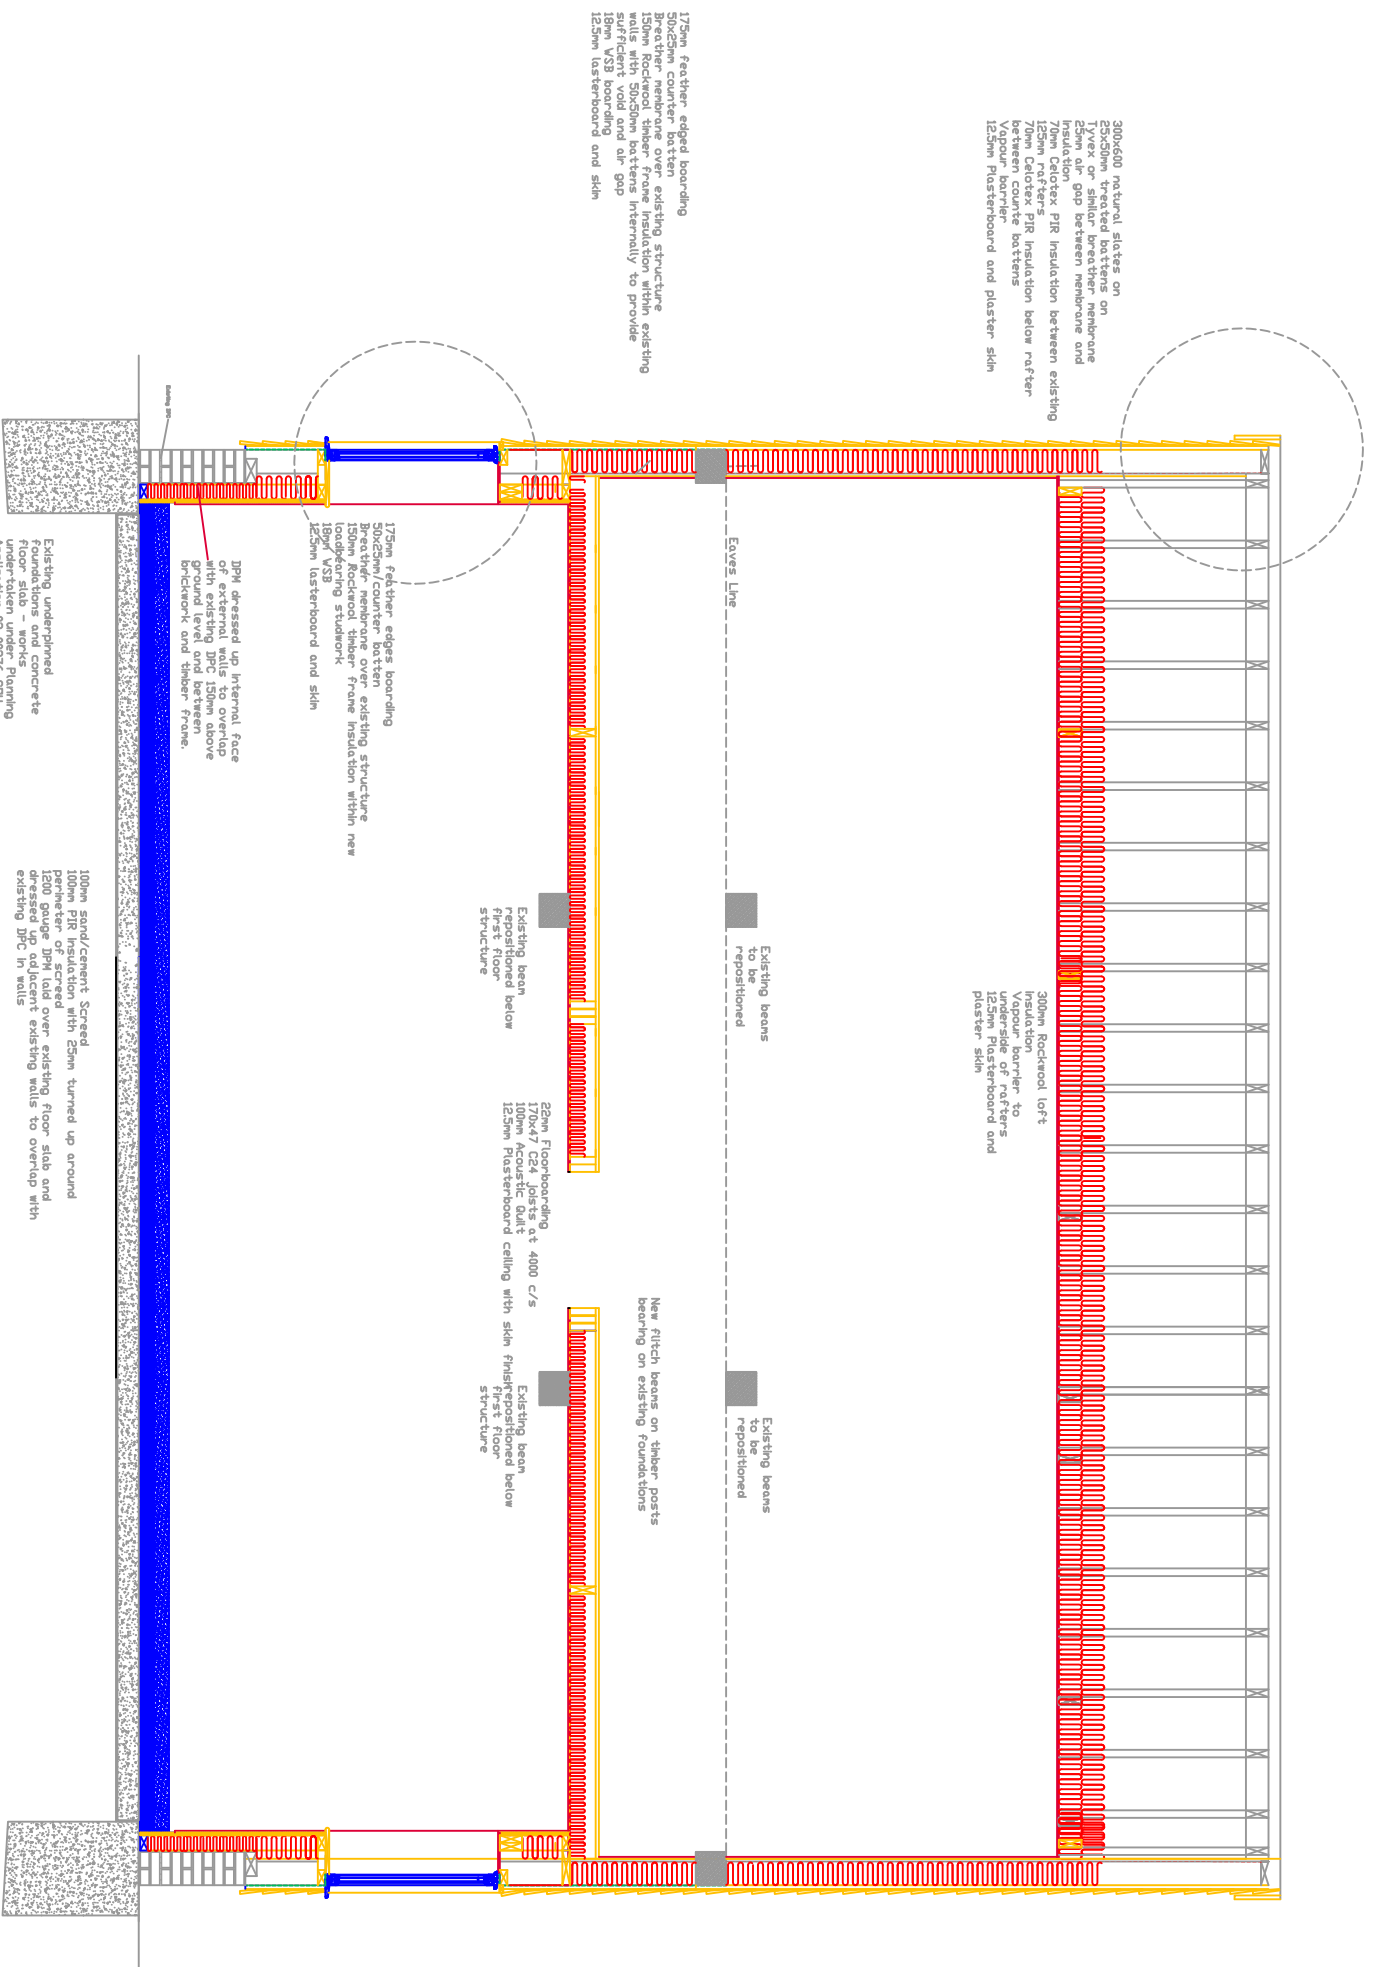 300x600 natural slates on
25x50mm treated battens on
Tyvex or similar breather membrane
25mm air gap between membrane and
insulation
70mm Celotex PIR insulation between existing
125mm rafters
70mm Celotex PIR insulation below rafter
between counte battens
Vapour barrier
12.5mm Plasterboard and plaster skim
175mm feather edged boarding
50x25mm counter batten
Breather membrane over existing structure
150mm Rockwool timber frame insulation within existing
walls with 50x50mm battens internally to provide
sufficient void and air gap
18mm WSB boarding
12.5mm lasterboard and skim
300mm Rockwool loft
insulation
Vapour barrier to
underside of rafters
12.5mm Plasterboard and
plaster skim
Eaves Line
Existing beams
to be
repositioned
Existing beams
to be
repositioned
New flitch beams on timber posts
bearing on existing foundations
22mm Floorboarding
170x47 C24 joists at 4000 c/s
100mm Acoustic Quilt
12.5mm Plasterboard ceiling with skim finish
Existing beam
repositioned below
first floor
structure
Existing beam
repositioned below
first floor
structure
175mm feather edges boarding
50x25mm counter batten
Breather membrane over existing structure
150mm Rockwool timber frame insulation within new
loadbearing studwork
18mm WSB
12.5mm lasterboard and skim
DPM dressed up internal face
of external walls to overlap
with existing DPC 150mm above
ground level and between
brickwork and timber frame.
Existing DPC
Existing underpinned
foundations and concrete
floor slab - works
undertaken under Planning
100mm sand/cement Screed
100mm PIR insulation with 25mm turned up around
perimeter of screed
1200 gauge DPM laid over existing floor slab and
dressed up adjacent existing walls to overlap with
existing DPC in walls